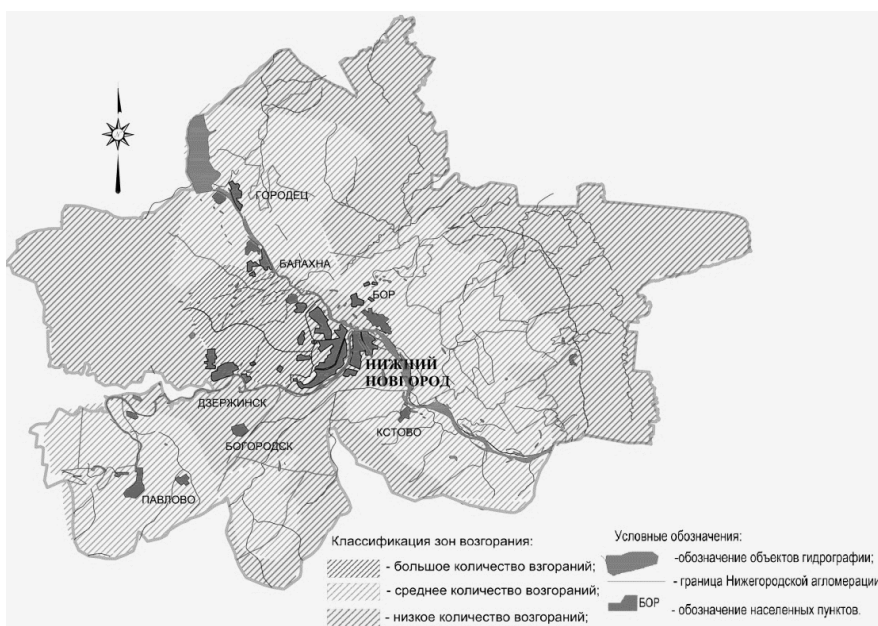 ГОРОДЕЦ
БАЛАХНА
БОР
НИЖНИЙ
НОВГОРОД
ДЗЕРЖИНСК
КСТОВО
БОГОРОДСК
ПАВЛОВО
Классификация зон возгорания:
- большое количество взгораний;
- среднее количество возгораний;
- низкое количество возгораний;
Условные обозначения:
-обозначение объектов гидрографии;
- граница Нижегородской агломерации
БОР
- обозначение населенных пунктов.